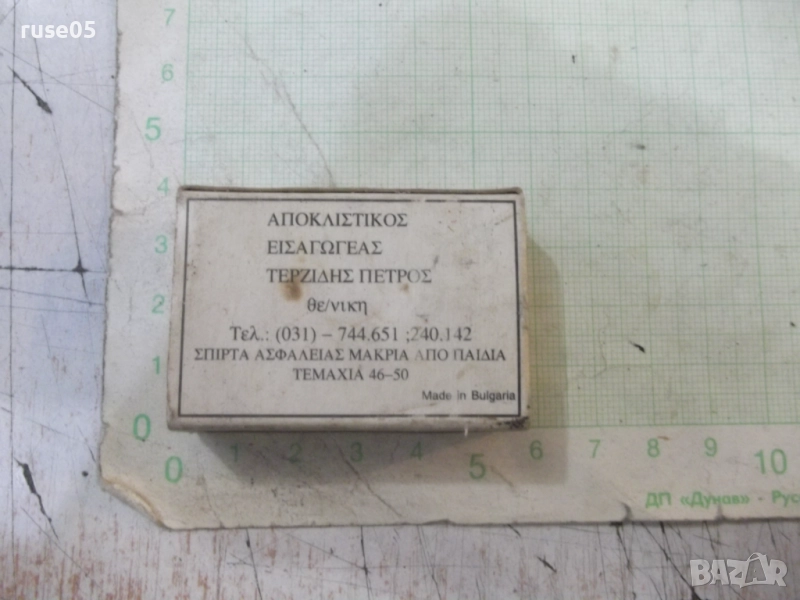 ruse05
7
6
5
4
3
2
1
0
ΑΠΟΚΛΙΣΤΙΚΟΣ
ΕΙΣΑΓΩΓΕΑΣ
ΤΕΡΖΙΔΗΣ ΠΕΤΡΟΣ
θε/νικη
Τελ.: (031) – 744.651 ;240.142
ΣΠΙΡΤΑ ΑΣΦΑΛΕΙΑΣ ΜΑΚΡΙΑ ΑΠΟ ΠΑΙΔΙΑ
ΤΕΜΑΧΙΑ 46–50
Made in Bulgaria
0 1 2 3 4 5 6 7 8 9 10
ДП «Дунав» - Рус
BAZAR